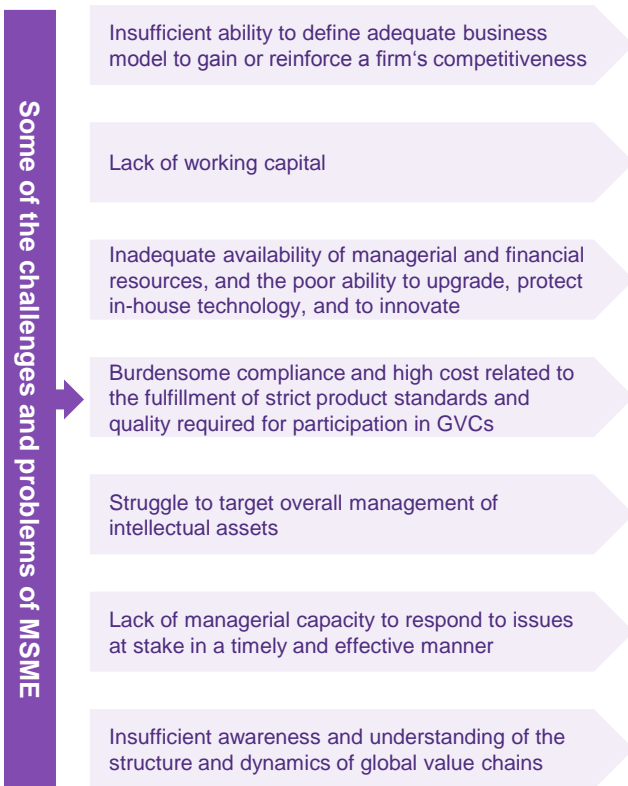 Some of the challenges and problems of MSME
Insufficient ability to define adequate business
model to gain or reinforce a firm‘s competitiveness
Lack of working capital
Inadequate availability of managerial and financial
resources, and the poor ability to upgrade, protect
in-house technology, and to innovate
Burdensome compliance and high cost related to
the fulfillment of strict product standards and
quality required for participation in GVCs
Struggle to target overall management of
intellectual assets
Lack of managerial capacity to respond to issues
at stake in a timely and effective manner
Insufficient awareness and understanding of the
structure and dynamics of global value chains